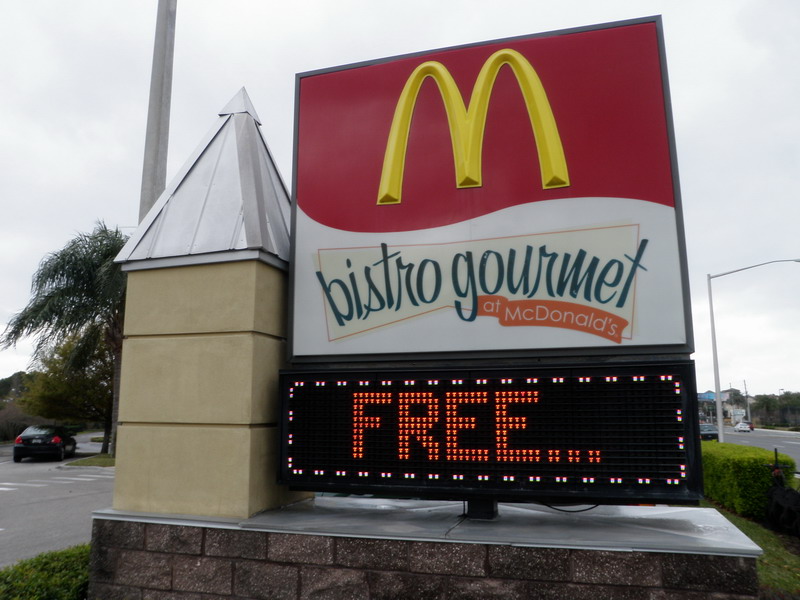 bistro gourmet
at McDonald's.
FREE...